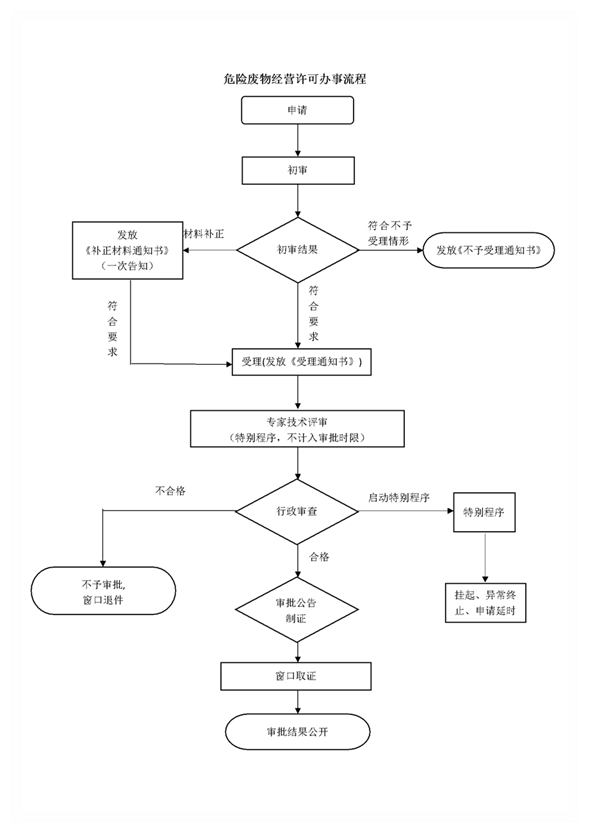 危险废物经营许可办事流程
申请
初审
初审结果
材料补正
发放
《补正材料通知书》
（一次告知）
符合不予
受理情形
发放《不予受理通知书》
符合要求
符合要求
受理(发放《受理通知书》)
专家技术评审
（特别程序，不计入审批时限）
行政审查
不合格
不予审批,
窗口退件
启动特别程序
特别程序
挂起、异常终
止、申请延时
合格
审批公告
制证
窗口取证
审批结果公开